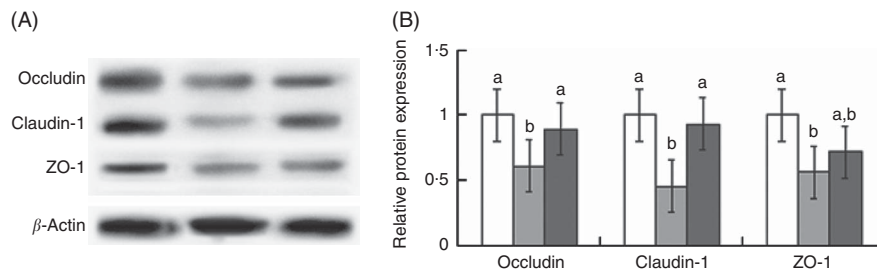 (A)
Occludin
Claudin-1
ZO-1
β-Actin
(B)
Relative protein expression
1·5
1
0·5
0
a
b
a
a
b
a
a
b
a,b
Occludin
Claudin-1
ZO-1